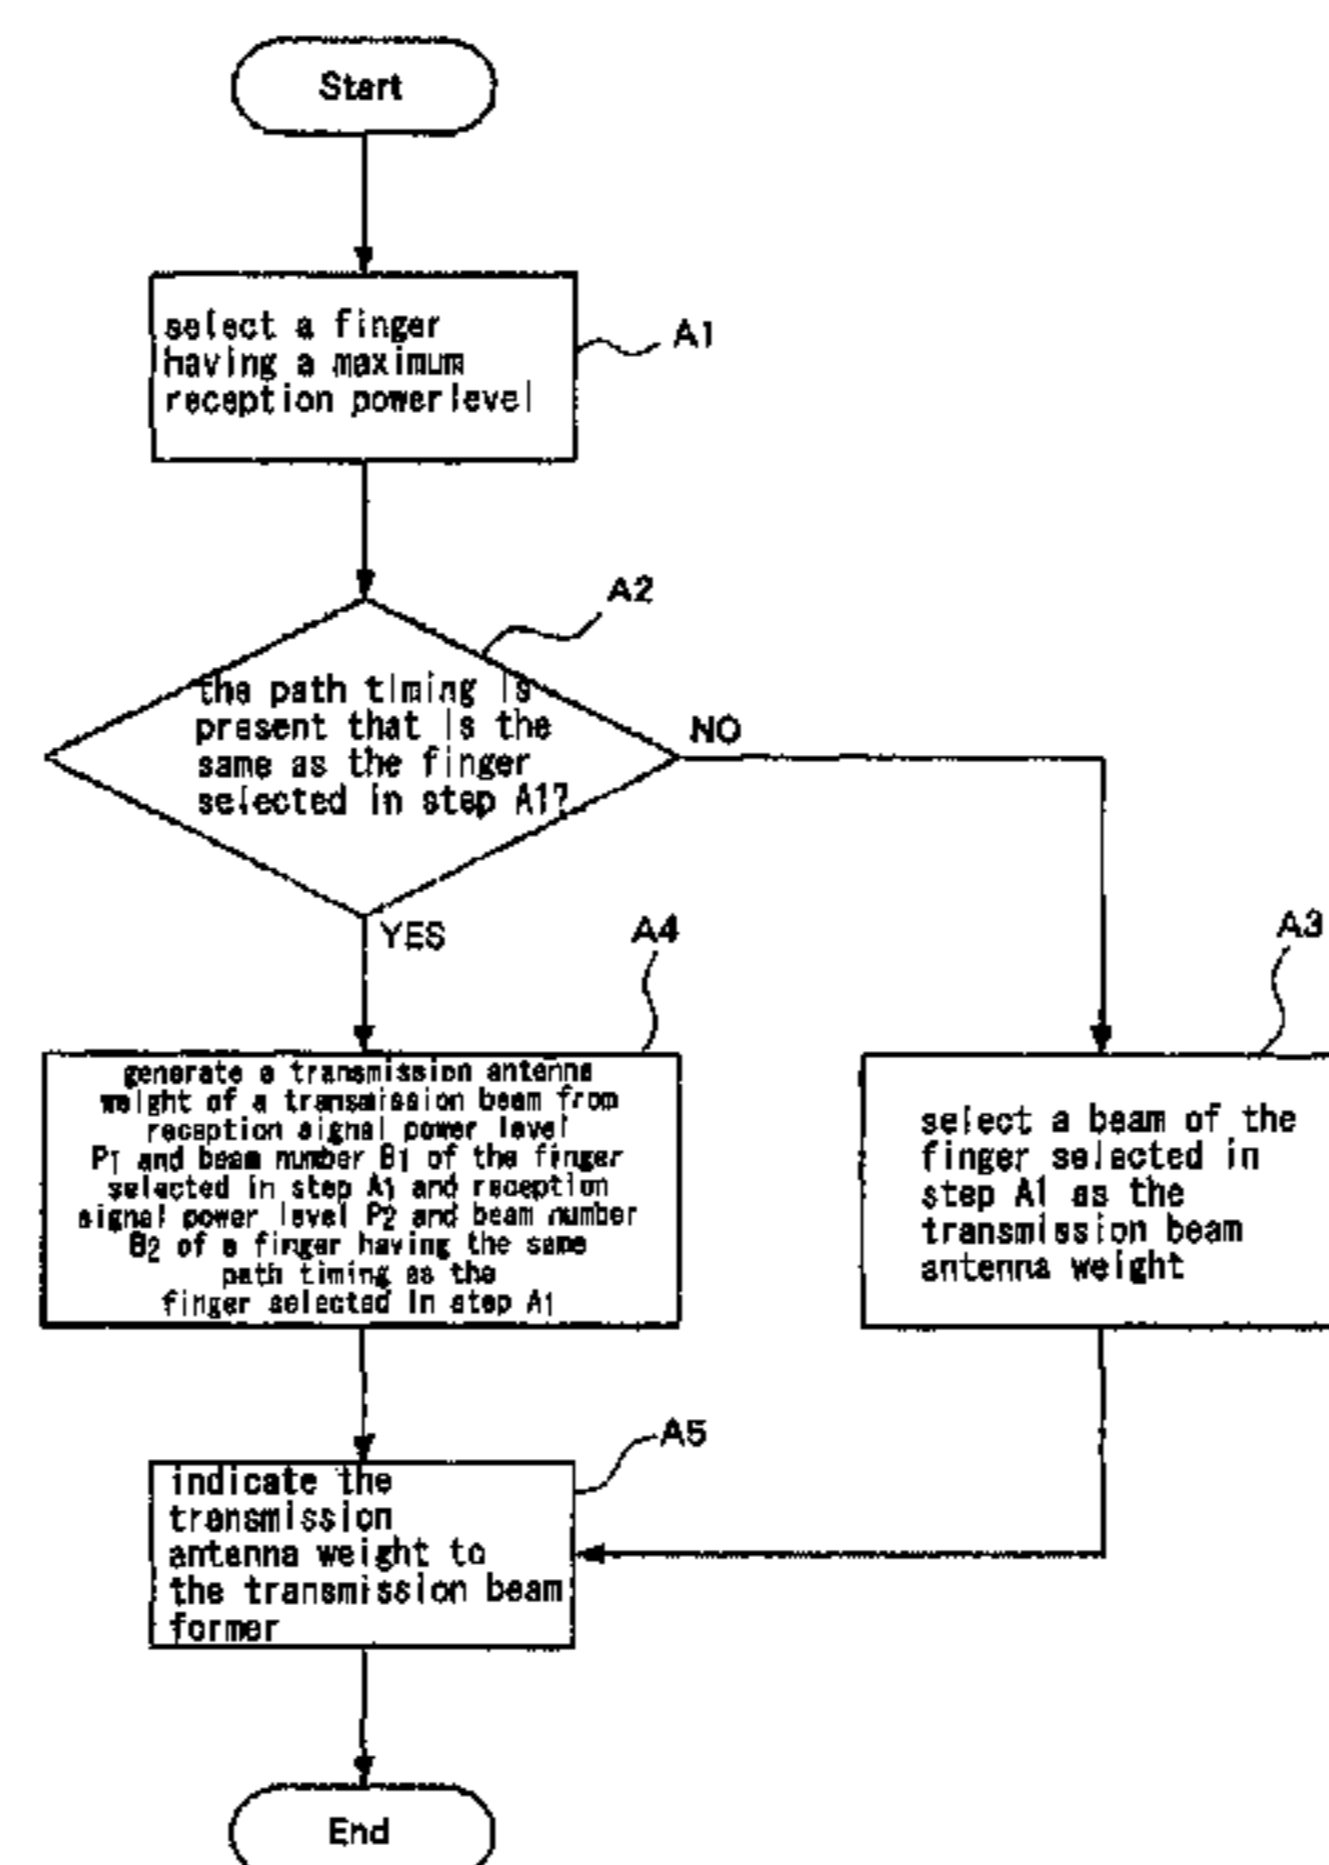 Start
select a finger
having a maximum
reception power level
A1
A2
the path timing is
present that is the
same as the finger
selected in step A1?
NO
YES
A4
A3
generate a transmission antenna
weight of a transmission beam from
reception signal power level
P1 and beam number B1 of the finger
selected in step A1 and reception
signal power level P2 and beam number
B2 of a finger having the same
path timing as the
finger selected in step A1
select a beam of the
finger selected in
step A1 as the
transmission beam
antenna weight
A5
indicate the
transmission
antenna weight to
the transmission beam
former
End